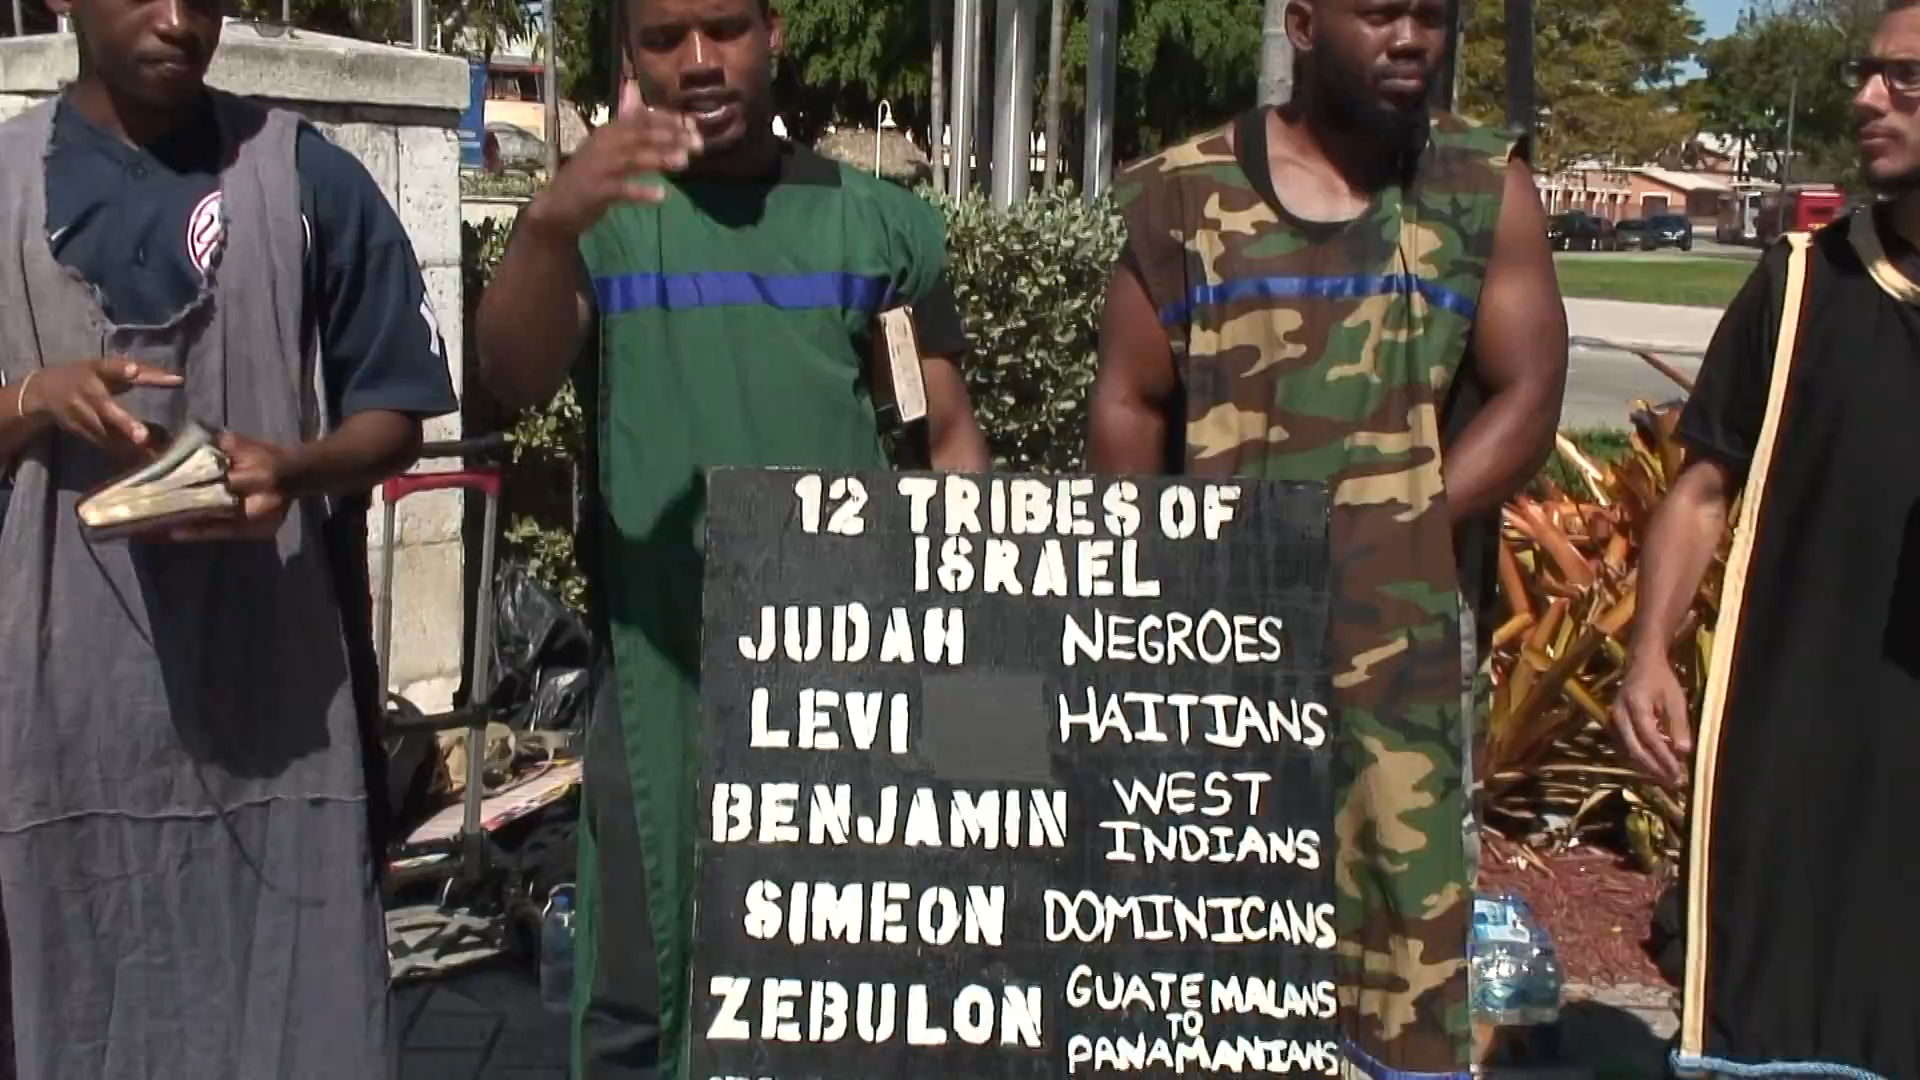 12 TRIBES OF
ISRAEL
JUDAH NEGROES
LEVI HAITIANS
BENJAMIN WEST INDIANS
SIMEON DOMINICANS
ZEBULON GUATEMALANS
TO
PANAMANIANS